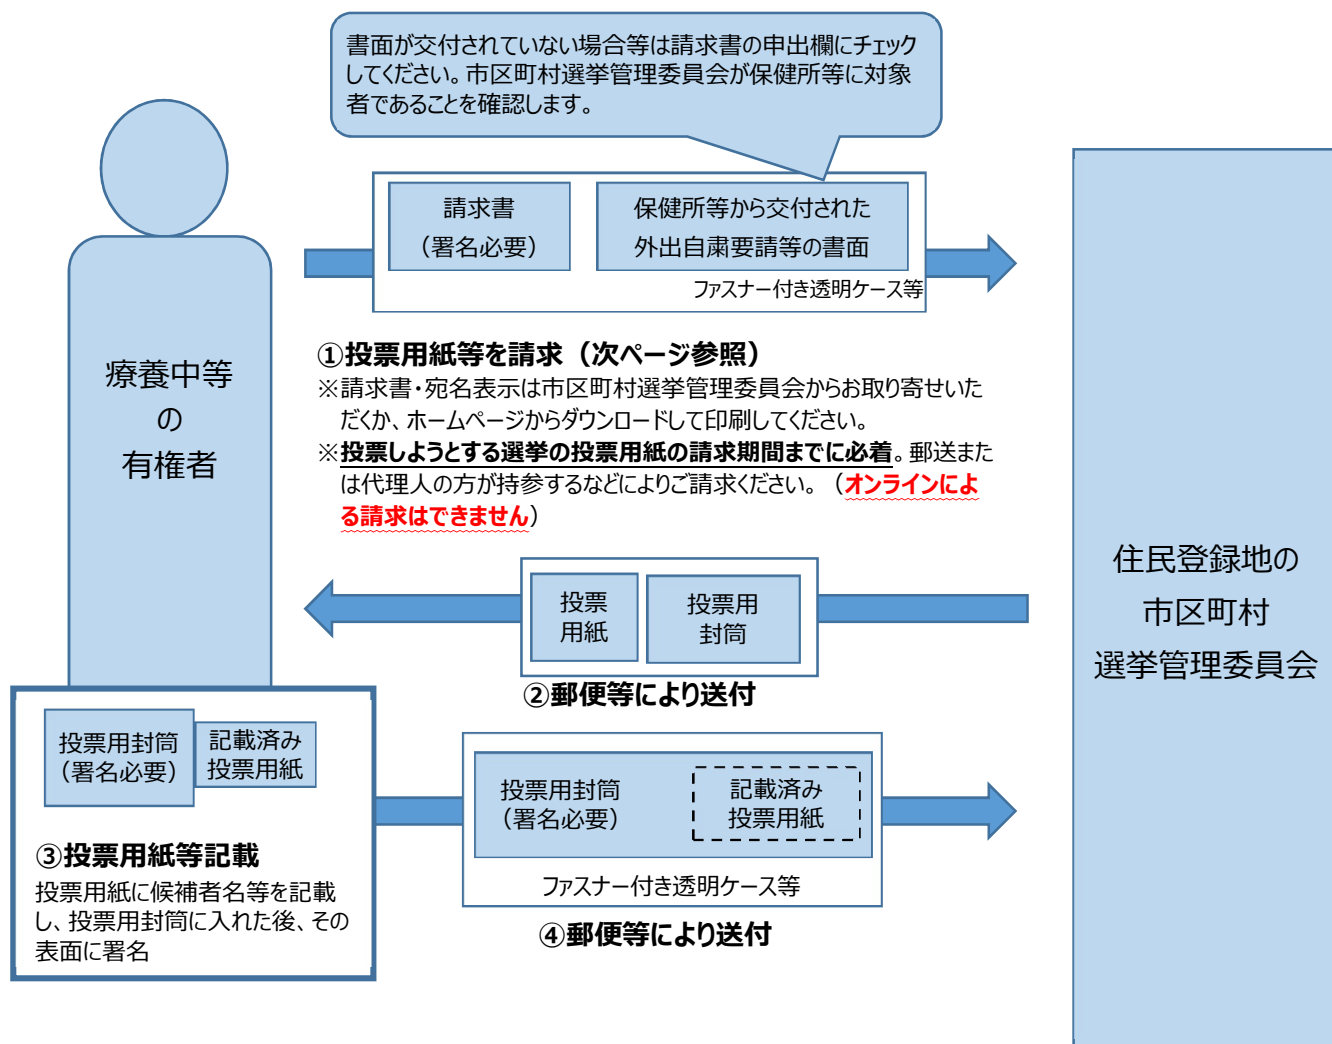 書面が交付されていない場合等は請求書の申出欄にチェック
してください。市区町村選挙管理委員会が保健所等に対象
者であることを確認します。
請求書
（署名必要）
保健所等から交付された
外出自粛要請等の書面
ファスナー付き透明ケース等
①投票用紙等を請求（次ページ参照）
※請求書・宛名表示は市区町村選挙管理委員会からお取り寄せいた
だくか、ホームページからダウンロードして印刷してください。
※投票しようとする選挙の投票用紙の請求期間までに必着。郵送また
は代理人の方が持参するなどによりご請求ください。（オンラインによ
る請求はできません）
療養中等
の
有権者
投票
用紙
投票用
封筒
②郵便等により送付
住民登録地の
市区町村
選挙管理委員会
投票用封筒
（署名必要）
記載済み
投票用紙
③投票用紙等記載
投票用紙に候補者名等を記載
し、投票用封筒に入れた後、その
表面に署名
投票用封筒
（署名必要）
記載済み
投票用紙
ファスナー付き透明ケース等
④郵便等により送付